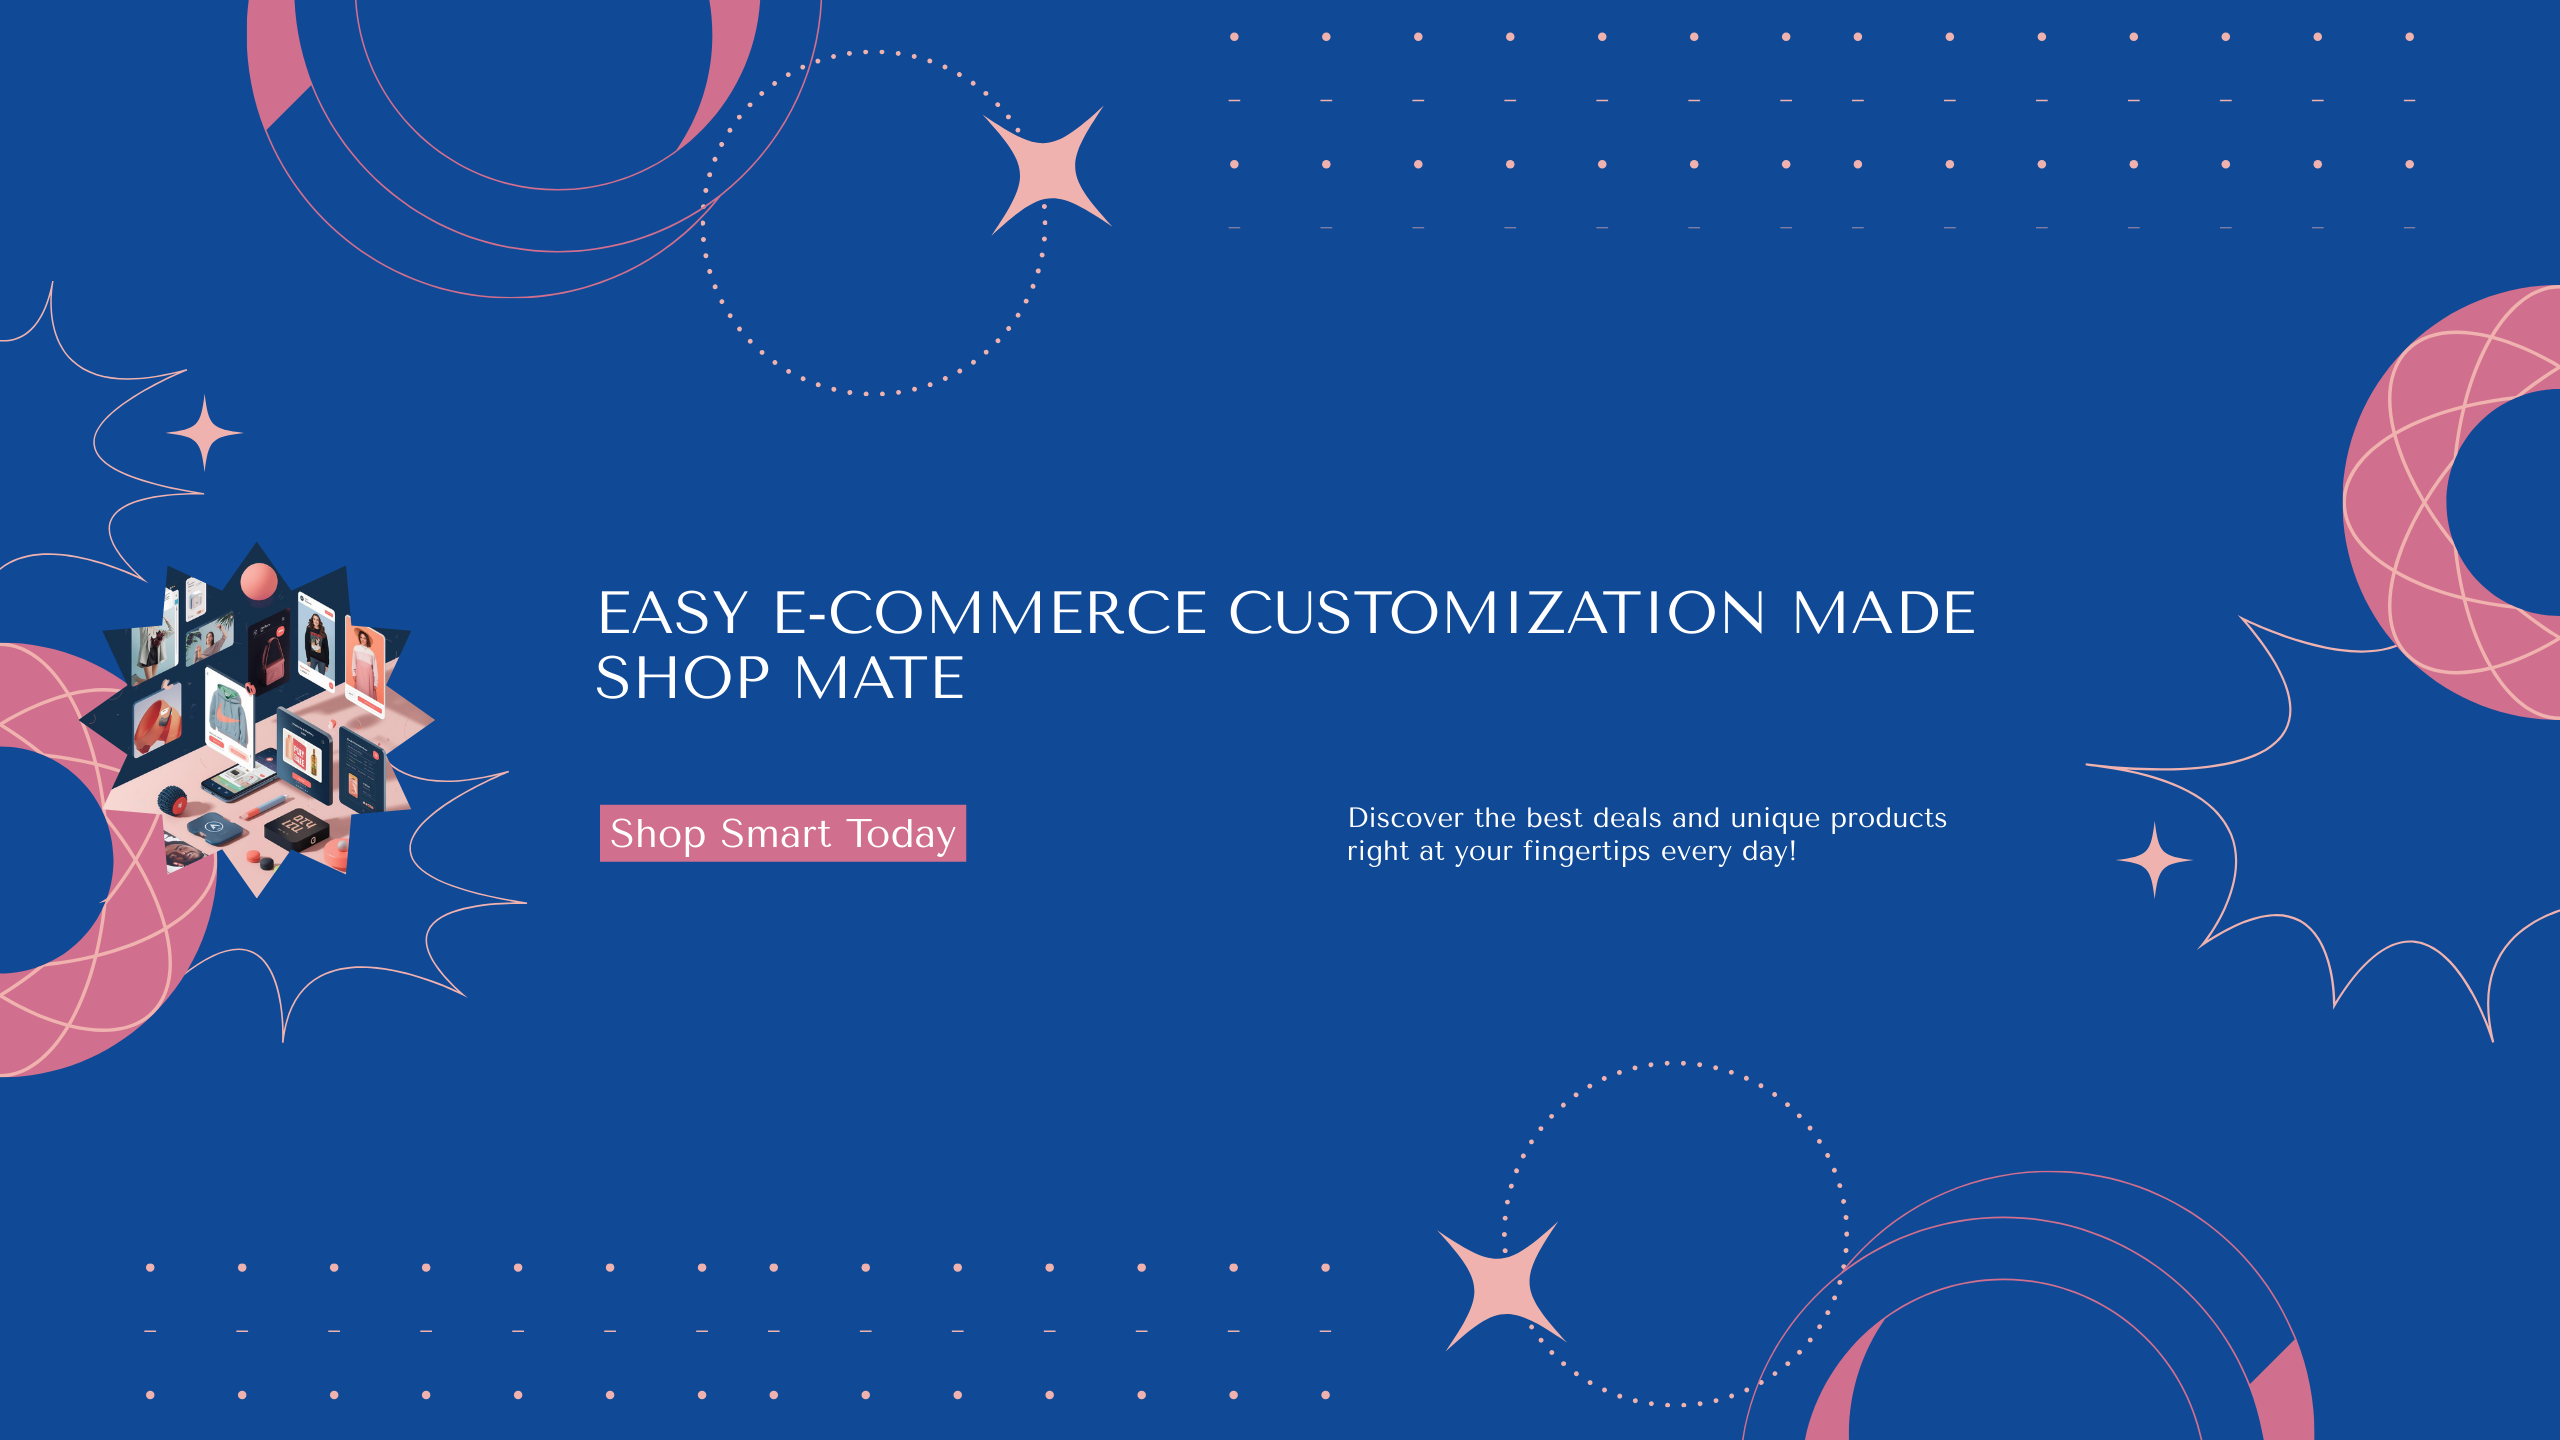 EASY E-COMMERCE CUSTOMIZATION MADE
SHOP MATE
Shop Smart Today
Discover the best deals and unique products
right at your fingertips every day!